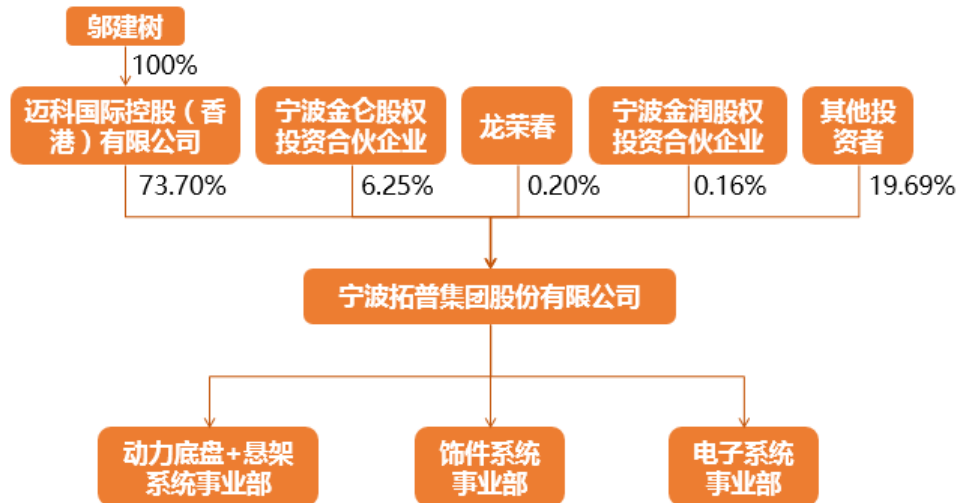 邬建树
100%
迈科国际控股（香
港）有限公司
宁波金仑股权
投资合伙企业
龙荣春
宁波金润股权
投资合伙企业
其他投
资者
73.70%
6.25%
0.20%
0.16%
19.69%
宁波拓普集团股份有限公司
动力底盘+悬架
系统事业部
饰件系统
事业部
电子系统
事业部